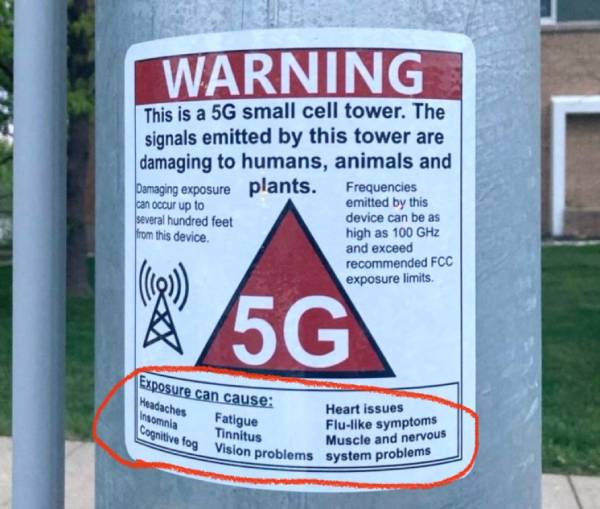 WARNING
This is a 5G small cell tower. The
signals emitted by this tower are
damaging to humans, animals and
plants.
Damaging exposure
can occur up to
several hundred feet
from this device.
Frequencies
emitted by this
device can be as
high as 100 GHz
and exceed
recommended FCC
exposure limits.
5G
Exposure can cause:
Headaches
Insomnia
Cognitive fog
Fatigue
Tinnitus
Vision problems
Heart issues
Flu-like symptoms
Muscle and nervous
system problems